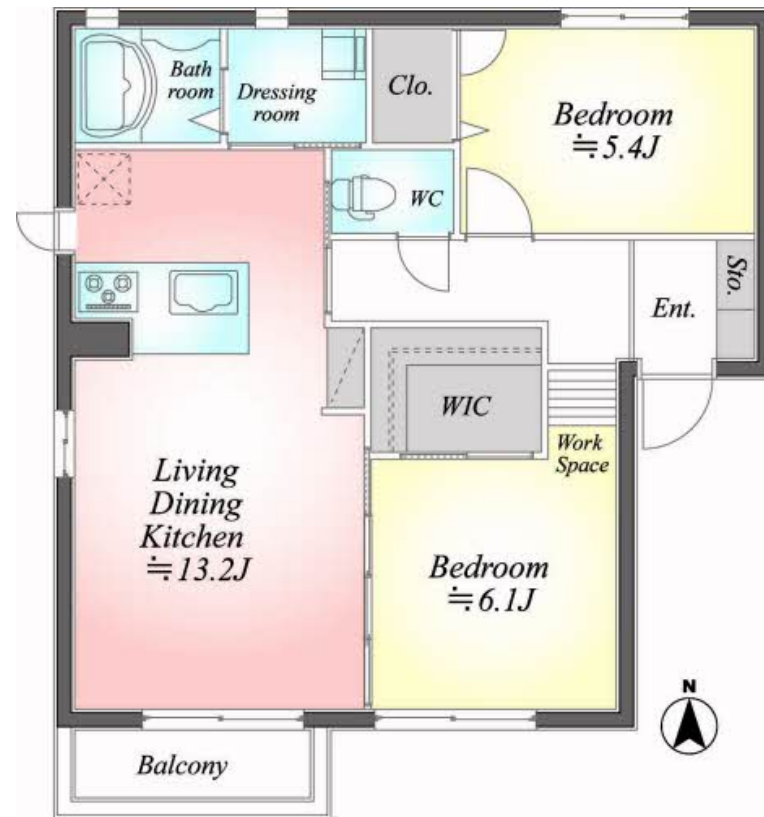 Bath
room
Dressing
room
Clo.
Bedroom
≒5.4J
WC
Ent.
Sto.
WIC
Work
Space
Living
Dining
Kitchen
≒13.2J
Bedroom
≒6.1J
N
Balcony